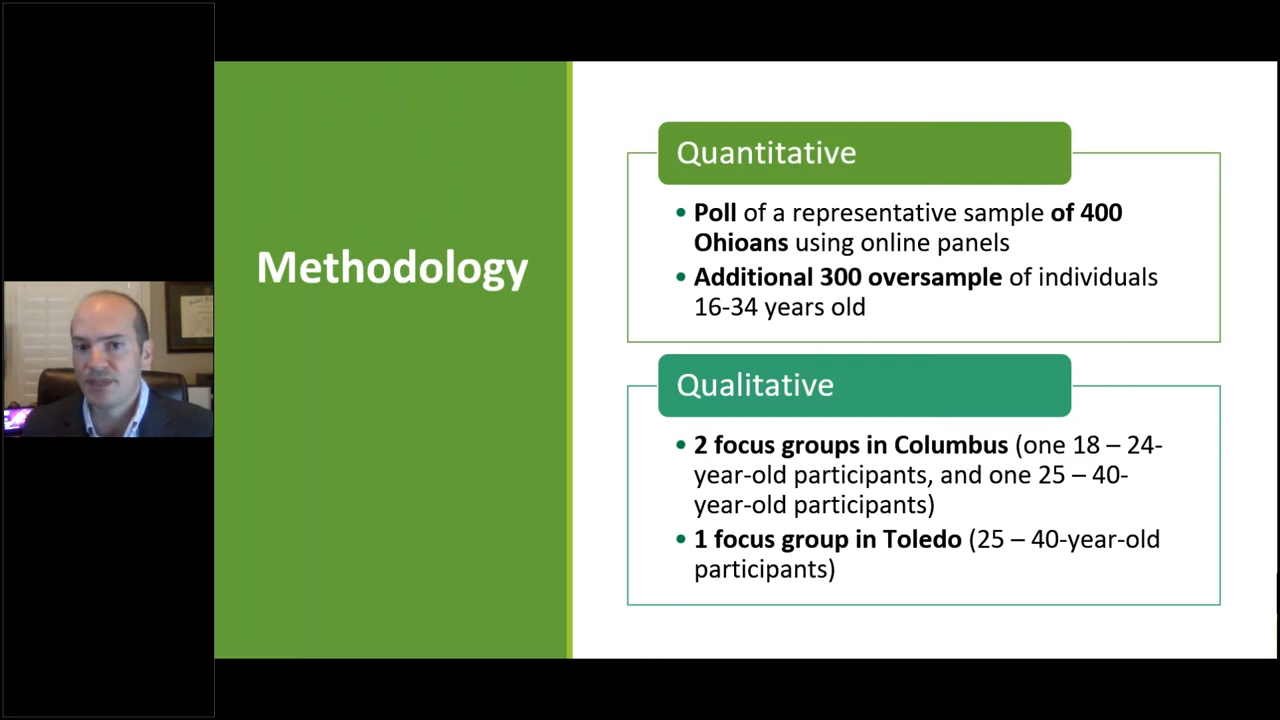 Methodology
Quantitative
• Poll of a representative sample of 400
Ohioans using online panels
• Additional 300 oversample of individuals
16-34 years old
Qualitative
• 2 focus groups in Columbus (one 18 – 24-
year-old participants, and one 25 – 40-
year-old participants)
• 1 focus group in Toledo (25 – 40-year-old
participants)